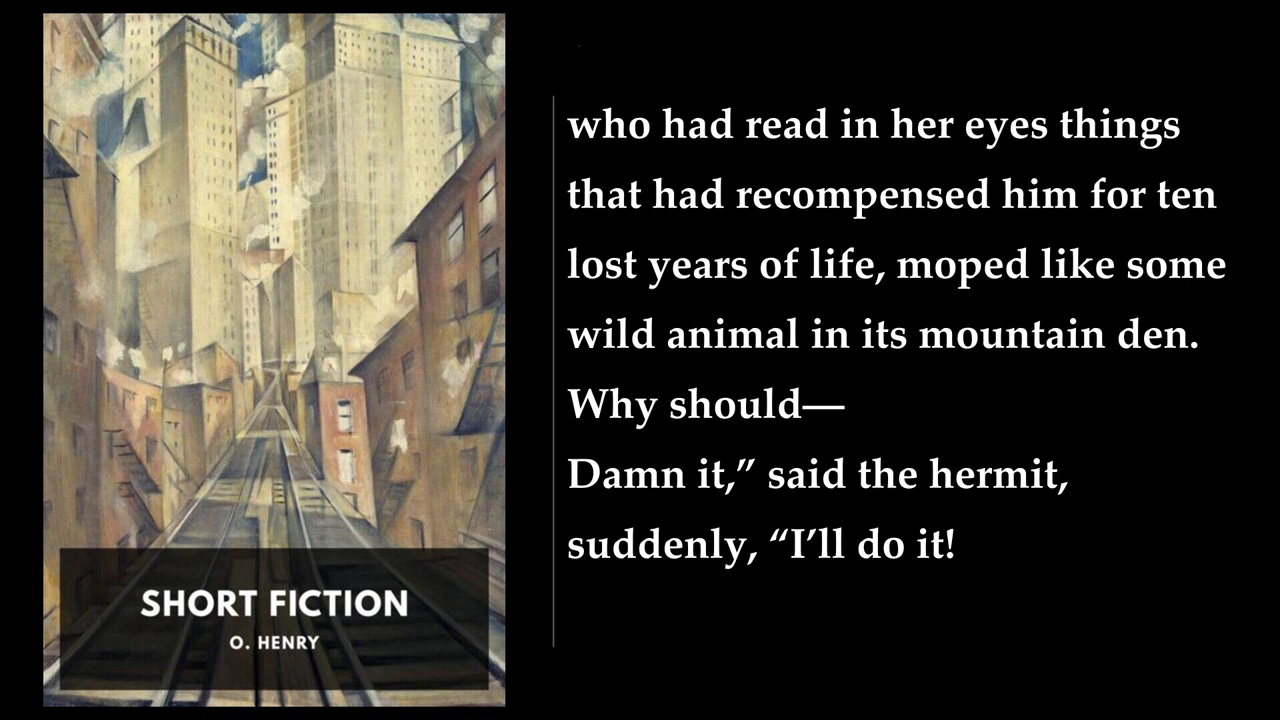 SHORT FICTION
O. HENRY
who had read in her eyes things
that had recompensed him for ten
lost years of life, moped like some
wild animal in its mountain den.
Why should—
Damn it,” said the hermit,
suddenly, “I’ll do it!